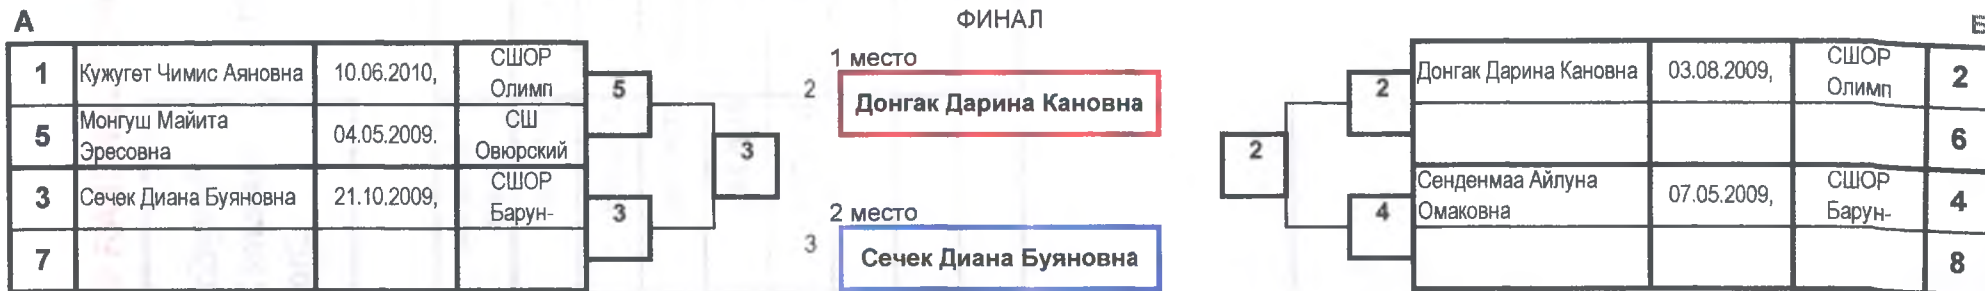 А
ФИНАЛ
Б
1 Кужугет Чимис Аяновна 10.06.2010, СШОР Олимп
5 Монгуш Майита Эресовна 04.05.2009. СШ Овюрский
3 Сечек Диана Буяновна 21.10.2009, СШОР Барун-
7
5
3
3
1 место
2 Донгак Дарина Кановна
2 место
3 Сечек Диана Буяновна
2
2
4
Донгак Дарина Кановна 03.08.2009, СШОР Олимп 2
6
Сенденмаа Айлуна Омаковна 07.05.2009, СШОР Барун- 4
8